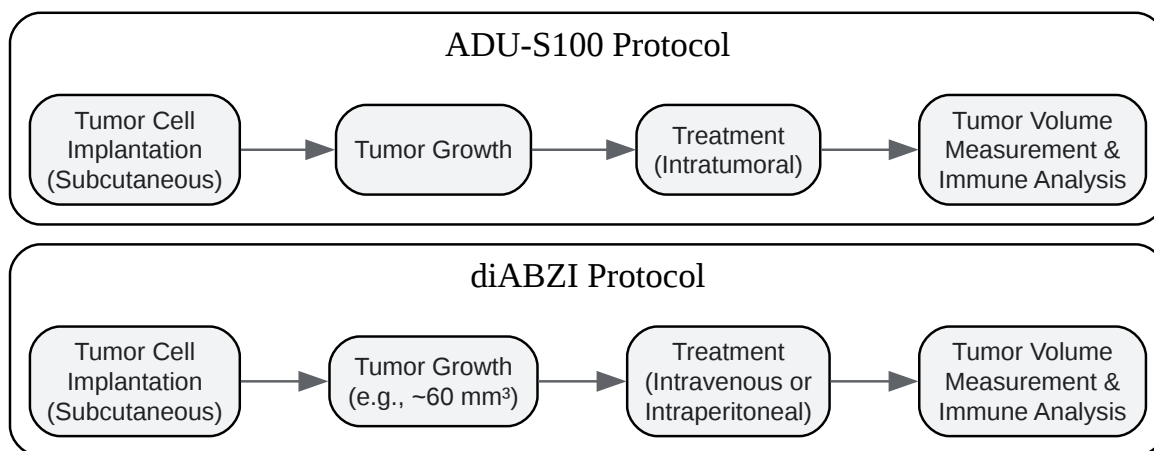 ADU-S100 Protocol
Tumor Cell
Implantation
(Subcutaneous)
Tumor Growth
Treatment
(Intratumoral)
Tumor Volume
Measurement &
Immune Analysis
diABZI Protocol
Tumor Cell
Implantation
(Subcutaneous)
Tumor Growth
(e.g., ~60 mm³)
Treatment
(Intravenous or
Intraperitoneal)
Tumor Volume
Measurement &
Immune Analysis